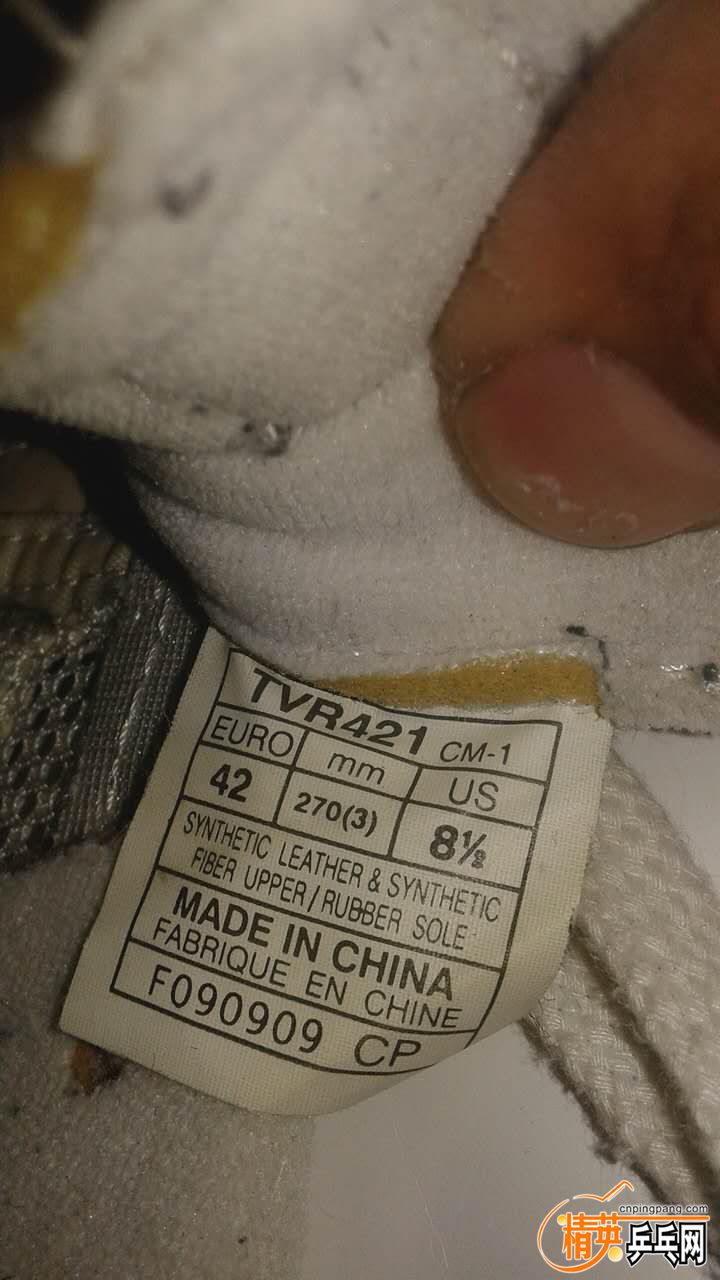 TVR421 CM-1
EURO mm US
42 270(3) 8½
SYNTHETIC LEATHER & SYNTHETIC
FIBER UPPER / RUBBER SOLE
MADE IN CHINA
FABRIQUE EN CHINE
F090909 CP
cnpingpang.com
精英乒乓网